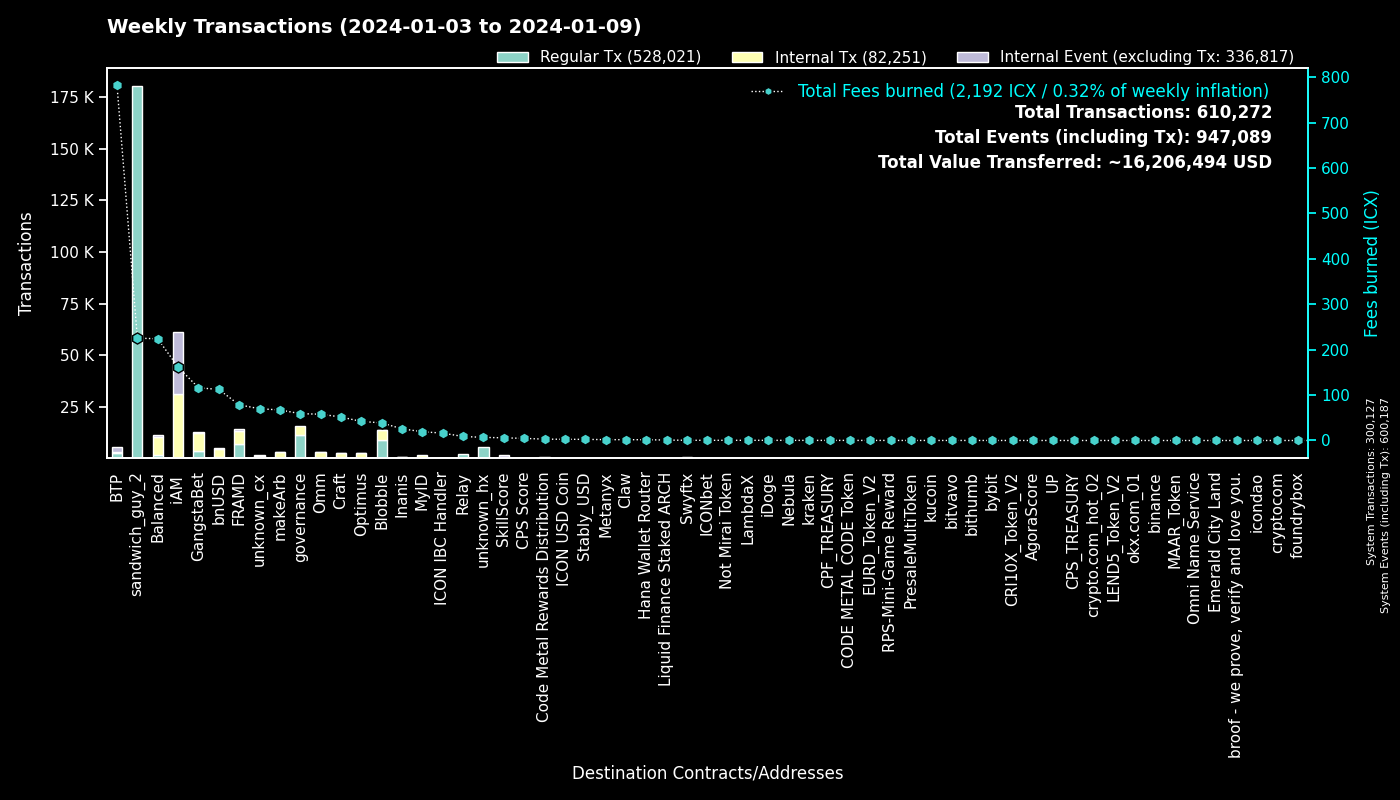 Weekly Transactions (2024-01-03 to 2024-01-09)
Regular Tx (528,021)
Internal Tx (82,251)
Internal Event (excluding Tx: 336,817)
Total Fees burned (2,192 ICX / 0.32% of weekly inflation)
Total Transactions: 610,272
Total Events (including Tx): 947,089
Total Value Transferred: ~16,206,494 USD
Transactions
175 K
150 K
125 K
100 K
75 K
50 K
25 K
800
700
600
500
400
300
200
100
0
Fees burned (ICX)
System Transactions: 300,127
System Events (including Tx): 600,187
BTP
sandwich_guy_2
Balanced
iAM
GangstaBet
bnUSD
FRAMD
unknown_cx
makeArb
governance
Omm
Craft
Optimus
Blobble
Inanis
MyID
ICON IBC Handler
Relay
unknown_hx
SkillScore
CPS Score
Code Metal Rewards Distribution
ICON USD Coin
Stably_USD
Metanyx
Claw
Hana Wallet Router
Liquid Finance Staked ARCH
Swyftx
ICONbet
Not Mirai Token
LambdaX
iDoge
Nebula
kraken
CPF_TREASURY
CODE METAL CODE Token
EURD_Token_V2
RPS-Mini-Game Reward
PresaleMultiToken
kucoin
bitvavo
bithumb
bybit
CRI10X_Token_V2
AgoraScore
UP
CPS_TREASURY
crypto.com_hot_02
LEND5_Token_V2
okx.com_01
binance
MAAR_Token
Omni Name Service
Emerald City Land
broof - we prove, verify and love you.
icondao
cryptocom
foundrybox
Destination Contracts/Addresses